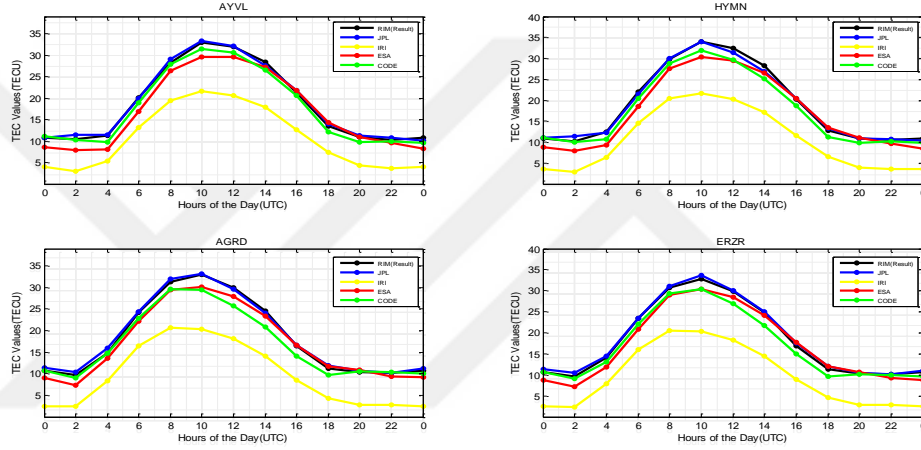 AYVL
TEC Values(TECU)
35
30
25
20
15
10
5
0 2 4 6 8 10 12 14 16 18 20 22 0
Hours of the Day(UTC)
RIM(Result)
JPL
IRI
ESA
CODE
HYMN
TEC Values(TECU)
40
35
30
25
20
15
10
5
0 2 4 6 8 10 12 14 16 18 20 22 0
Hours of the Day(UTC)
RIM(Result)
JPL
IRI
ESA
CODE
AGRD
TEC Values(TECU)
35
30
25
20
15
10
5
0 2 4 6 8 10 12 14 16 18 20 22 0
Hours of the Day(UTC)
RIM(Result)
JPL
IRI
ESA
CODE
ERZR
TEC Values(TECU)
40
35
30
25
20
15
10
5
0 2 4 6 8 10 12 14 16 18 20 22 0
Hours of the Day(UTC)
RIM(Result)
JPL
IRI
ESA
CODE